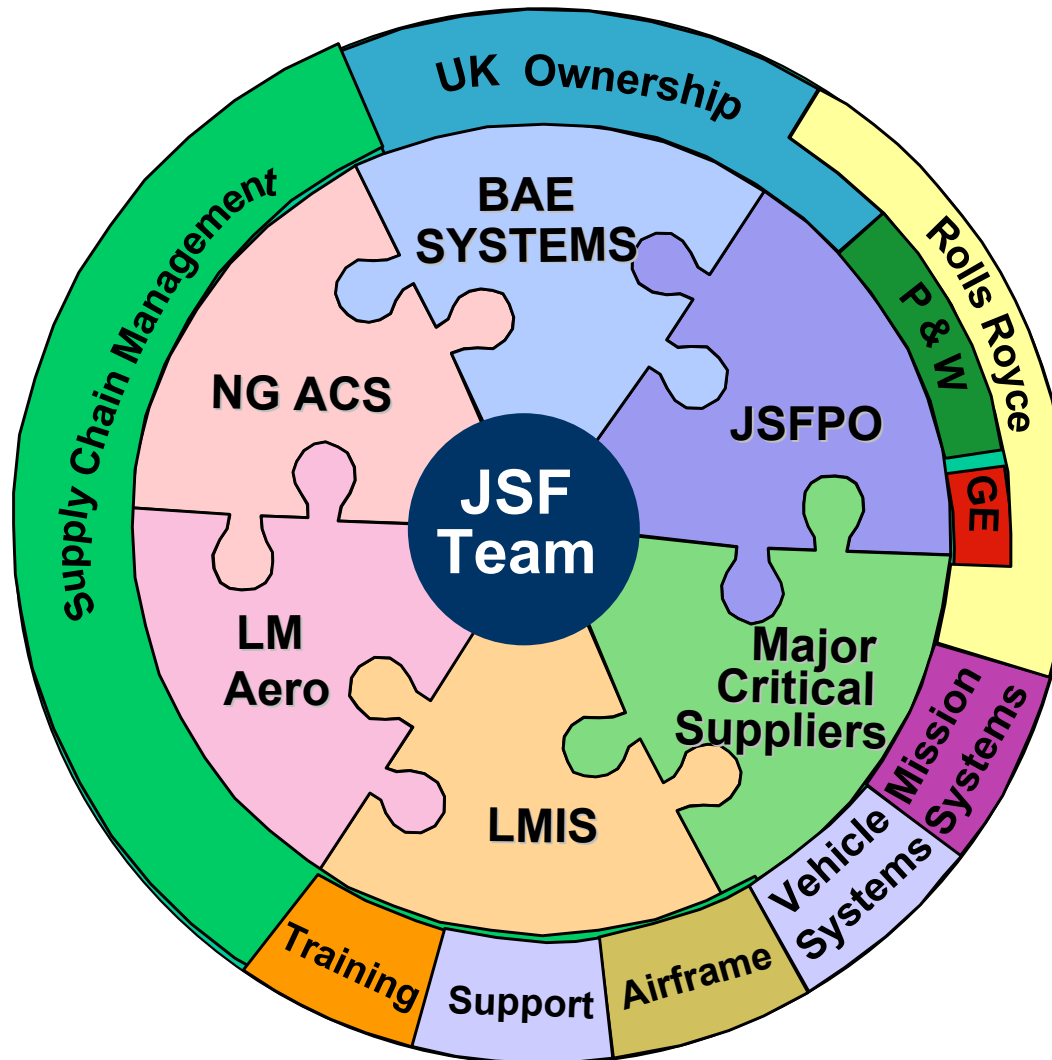 UK Ownership
Rolls Royce
P & W
GE
Mission
Systems
Vehicle
Systems
Airframe
Support
Training
Supply Chain Management
BAE
SYSTEMS
JSFPO
Major
Critical
Suppliers
LMIS
LM
Aero
NG ACS
JSF
Team